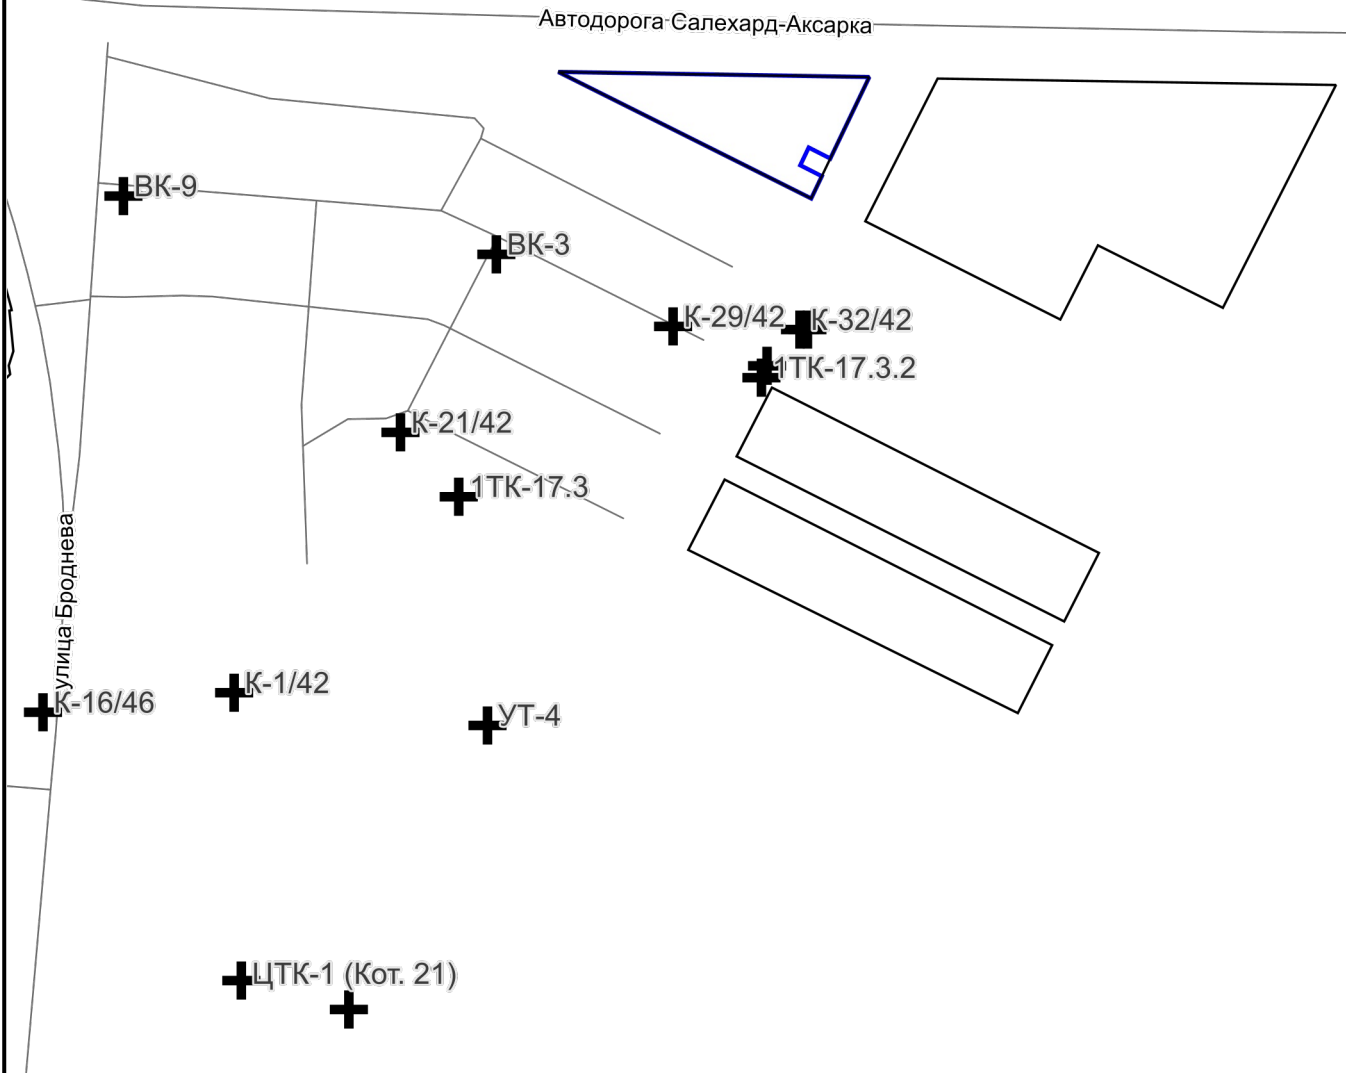 Автодорога Салехард-Аксарка
ВК-9
ВК-3
К-29/42
К-32/42
1ТК-17.3.2
К-21/42
1ТК-17.3
улица Броднева
К-1/42
К-16/46
УТ-4
ЦТК-1 (Кот. 21)